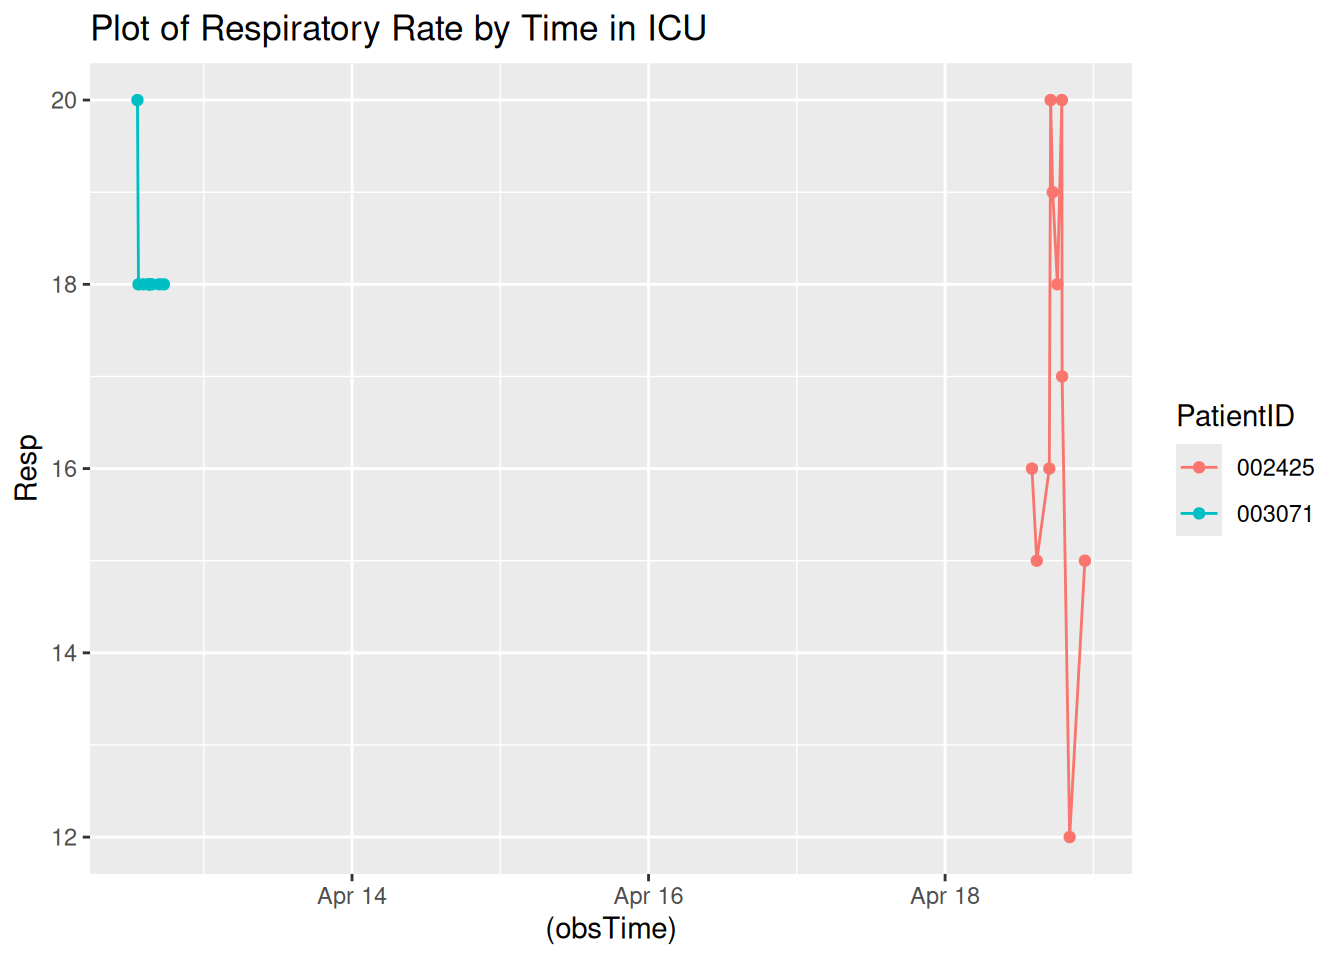 Plot of Respiratory Rate by Time in ICU
20
18
16
14
12
Resp
Apr 14
Apr 16
Apr 18
(obsTime)
PatientID
002425
003071